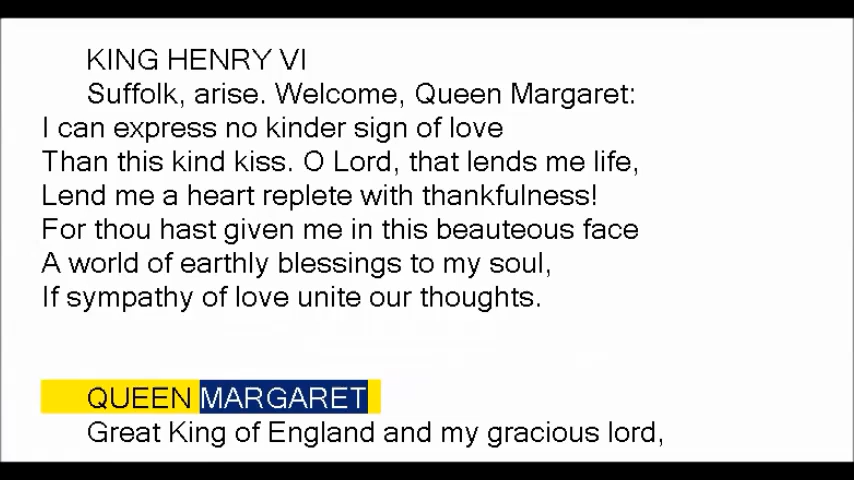 KING HENRY VI
Suffolk, arise. Welcome, Queen Margaret:
I can express no kinder sign of love
Than this kind kiss. O Lord, that lends me life,
Lend me a heart replete with thankfulness!
For thou hast given me in this beauteous face
A world of earthly blessings to my soul,
If sympathy of love unite our thoughts.
QUEEN MARGARET
Great King of England and my gracious lord,